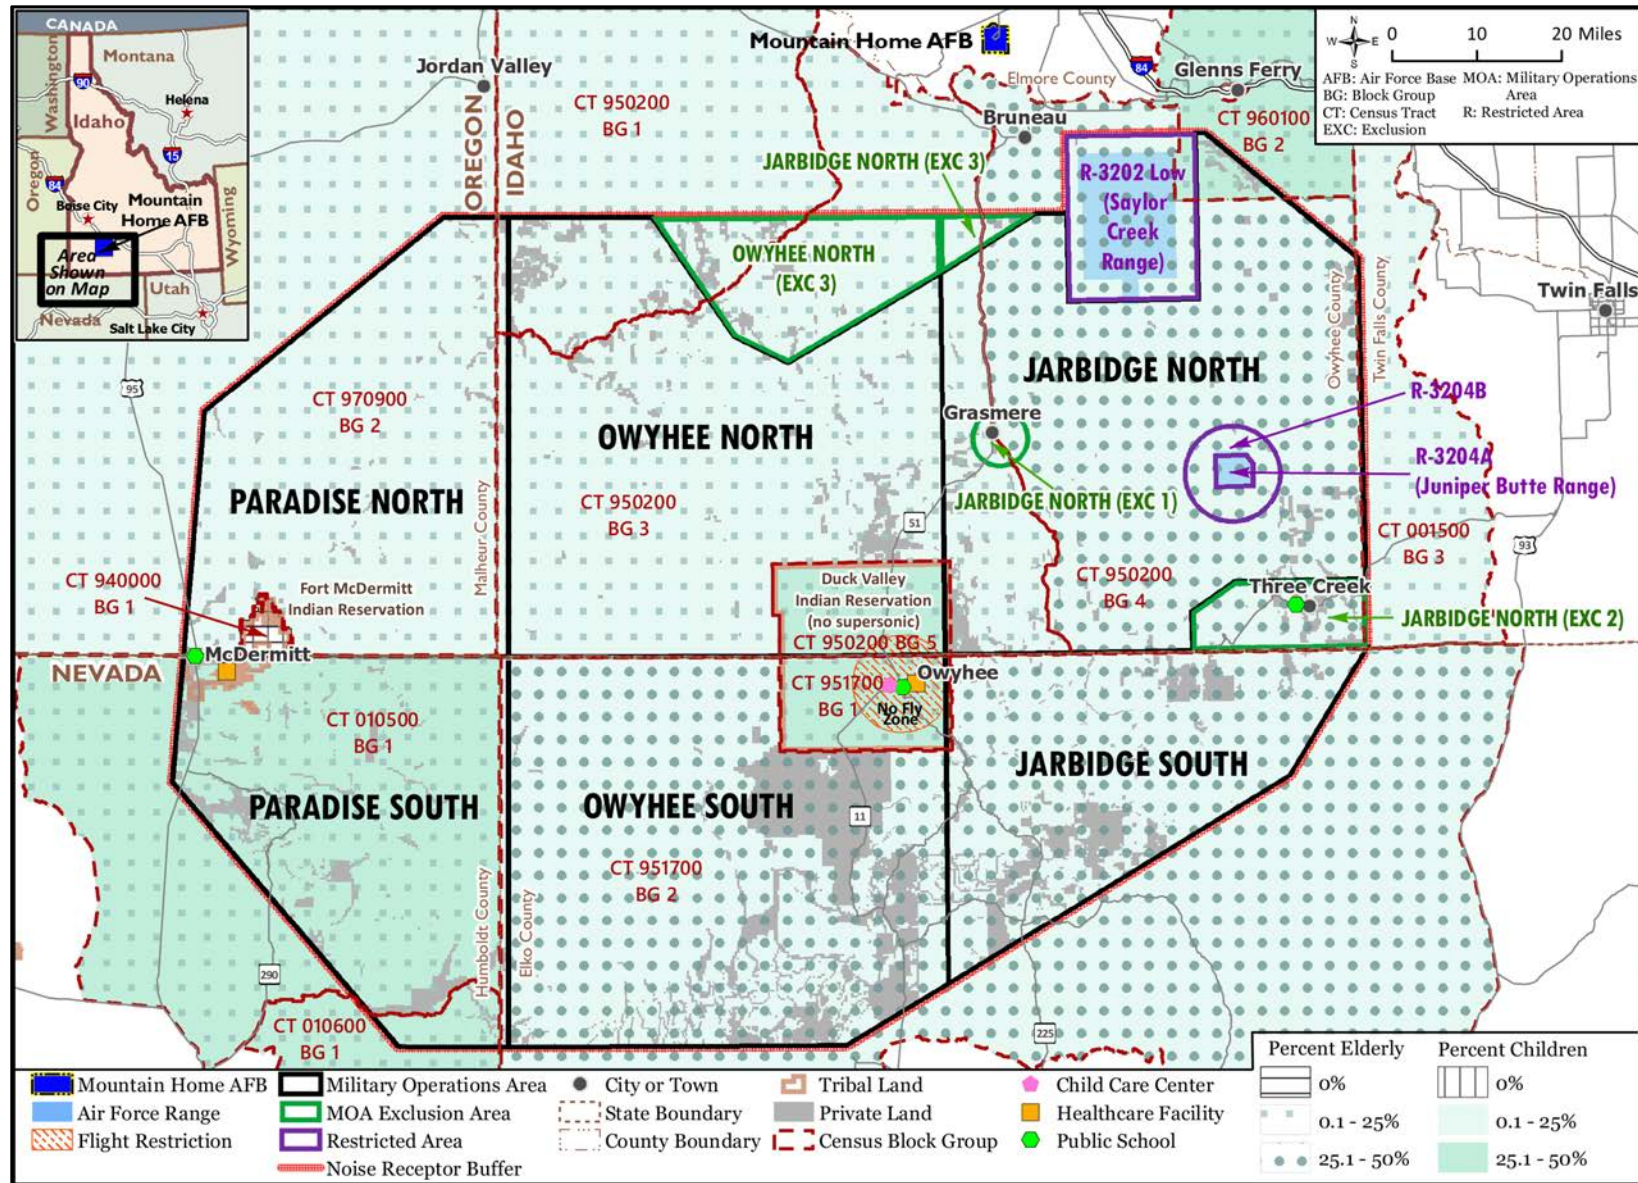 CANADA
Washington
Montana
90
Helena
Idaho
15
Oregon
84
Mountain
Home AFB
Boise City
Wyoming
Area
Shown
on Map
Utah
Nevada
Salt Lake City
Mountain Home AFB
N
W E
S
0 10 20 Miles
AFB: Air Force Base
BG: Block Group
CT: Census Tract
EXC: Exclusion
MOA: Military Operations
Area
R: Restricted Area
Jordan Valley
OREGON
IDAHO
CT 950200
BG 1
Elmore County
84
Glenns Ferry
Bruneau
CT 960100
BG 2
JARBIDGE NORTH (EXC 3)
R-3202 Low
(Saylor
Creek
Range)
OWYHEE NORTH
(EXC 3)
Owyhee County
Twin Falls County
Twin Falls
95
CT 970900
BG 2
JARBIDGE NORTH
R-3204B
Grasmere
OWYHEE NORTH
R-3204A
(Juniper Butte Range)
PARADISE NORTH
CT 950200
BG 3
JARBIDGE NORTH (EXC 1)
51
Malheur County
CT 001500
BG 3
93
CT 940000
BG 1
Fort McDermitt
Indian Reservation
Duck Valley
Indian Reservation
(no supersonic)
CT 950200 BG 5
CT 950200
BG 4
Three Creek
JARBIDGE NORTH (EXC 2)
NEVADA
McDermitt
CT 951700
BG 1
Owyhee
No Fly
Zone
CT 010500
BG 1
JARBIDGE SOUTH
PARADISE SOUTH
OWYHEE SOUTH
11
CT 951700
BG 2
Humboldt County
Elko County
290
CT 010600
BG 1
225
Mountain Home AFB
Air Force Range
Flight Restriction
Military Operations Area
MOA Exclusion Area
Restricted Area
Noise Receptor Buffer
City or Town
State Boundary
County Boundary
Tribal Land
Private Land
Census Block Group
Child Care Center
Healthcare Facility
Public School
Percent Elderly
0%
0.1 - 25%
25.1 - 50%
Percent Children
0%
0.1 - 25%
25.1 - 50%